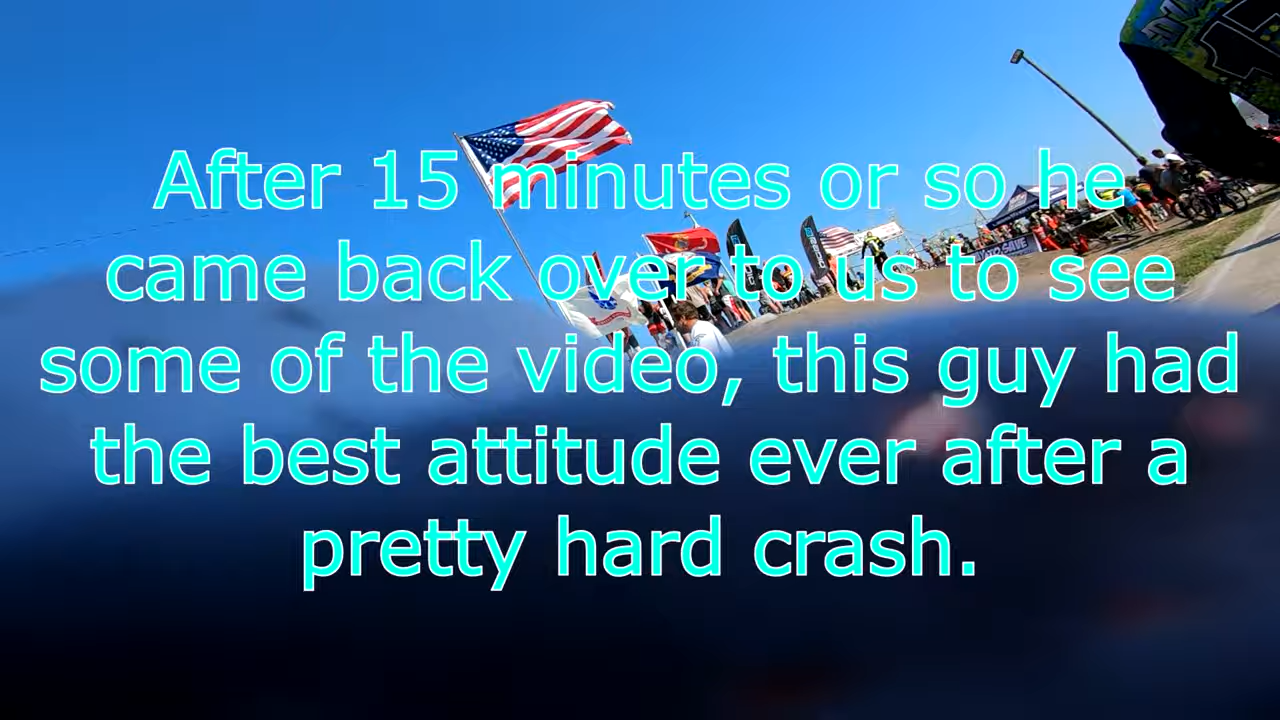 After 15 minutes or so he
came back over to us to see
some of the video, this guy had
the best attitude ever after a
pretty hard crash.